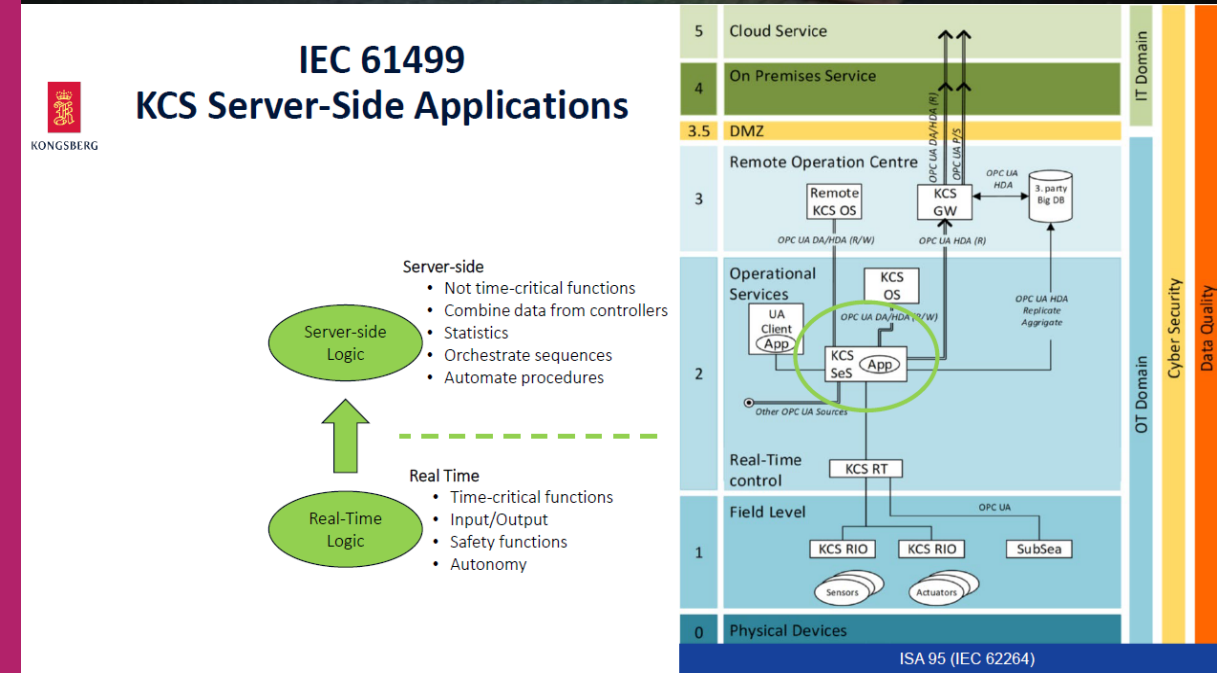 IEC 61499
KCS Server-Side Applications
KONGSBERG
Server-side
• Not time-critical functions
• Combine data from controllers
• Statistics
• Orchestrate sequences
• Automate procedures
Server-side
Logic
Real Time
• Time-critical functions
• Input/Output
• Safety functions
• Autonomy
Real-Time
Logic
5
Cloud Service
4
On Premises Service
3.5
DMZ
3
Remote Operation Centre
OPC UA DA/HDA (R)
OPC UA P/S
Remote
KCS OS
KCS
GW
OPC UA
HDA
3. party
Big DB
OPC UA DA/HDA (R/W)
OPC UA HDA (R)
2
Operational
Services
KCS
OS
UA
Client
App
OPC UA DA/HDA (R/W)
OPC UA HDA
Replicate
Aggrigate
KCS
SeS
App
Other OPC UA Sources
Real-Time
control
KCS RT
1
Field Level
OPC UA
KCS RIO
KCS RIO
SubSea
Sensors
Actuators
0
Physical Devices
IT Domain
OT Domain
Cyber Security
Data Quality
ISA 95 (IEC 62264)